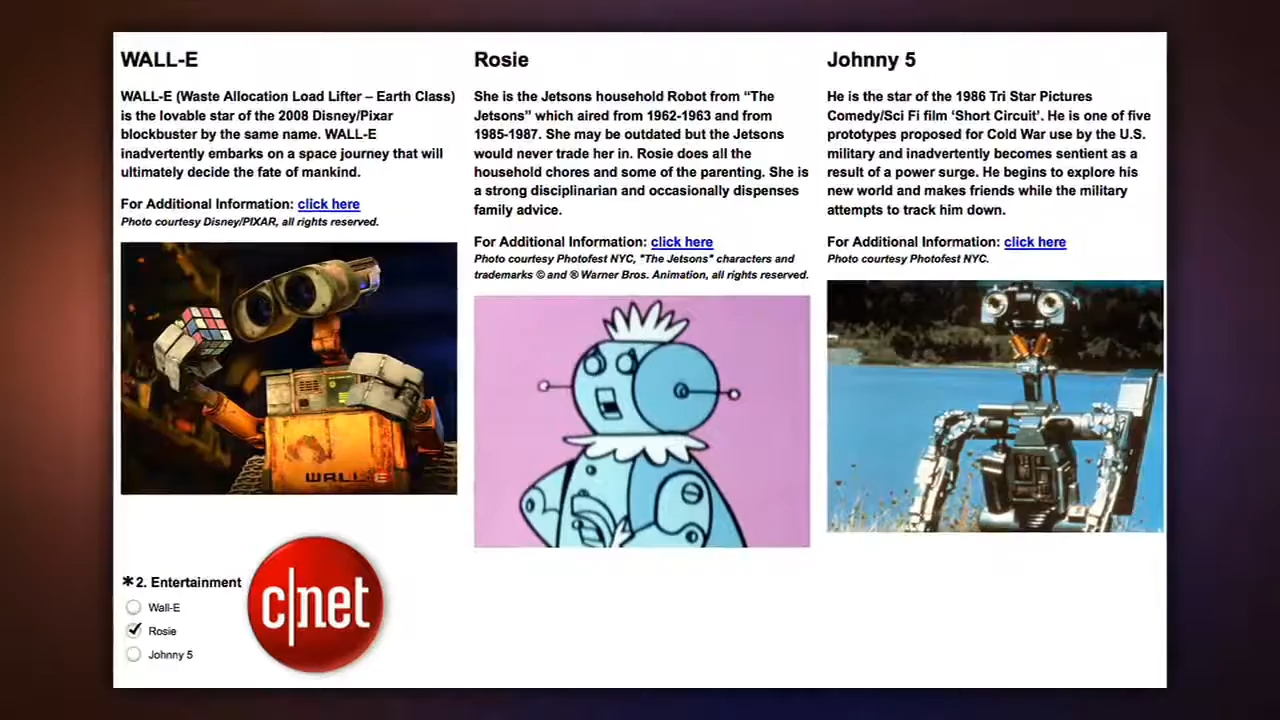 WALL-E
WALL-E (Waste Allocation Load Lifter – Earth Class)
is the lovable star of the 2008 Disney/Pixar
blockbuster by the same name. WALL-E
inadvertently embarks on a space journey that will
ultimately decide the fate of mankind.
For Additional Information: click here
Photo courtesy Disney/PIXAR, all rights reserved.
WALL•E
Rosie
She is the Jetsons household Robot from “The
Jetsons” which aired from 1962-1963 and from
1985-1987. She may be outdated but the Jetsons
would never trade her in. Rosie does all the
household chores and some of the parenting. She is
a strong disciplinarian and occasionally dispenses
family advice.
For Additional Information: click here
Photo courtesy Photofest NYC, "The Jetsons" characters and
trademarks © and ® Warner Bros. Animation, all rights reserved.
Johnny 5
He is the star of the 1986 Tri Star Pictures
Comedy/Sci Fi film ‘Short Circuit’. He is one of five
prototypes proposed for Cold War use by the U.S.
military and inadvertently becomes sentient as a
result of a power surge. He begins to explore his
new world and makes friends while the military
attempts to track him down.
For Additional Information: click here
Photo courtesy Photofest NYC.
*2. Entertainment
Wall-E
Rosie
Johnny 5
c|net